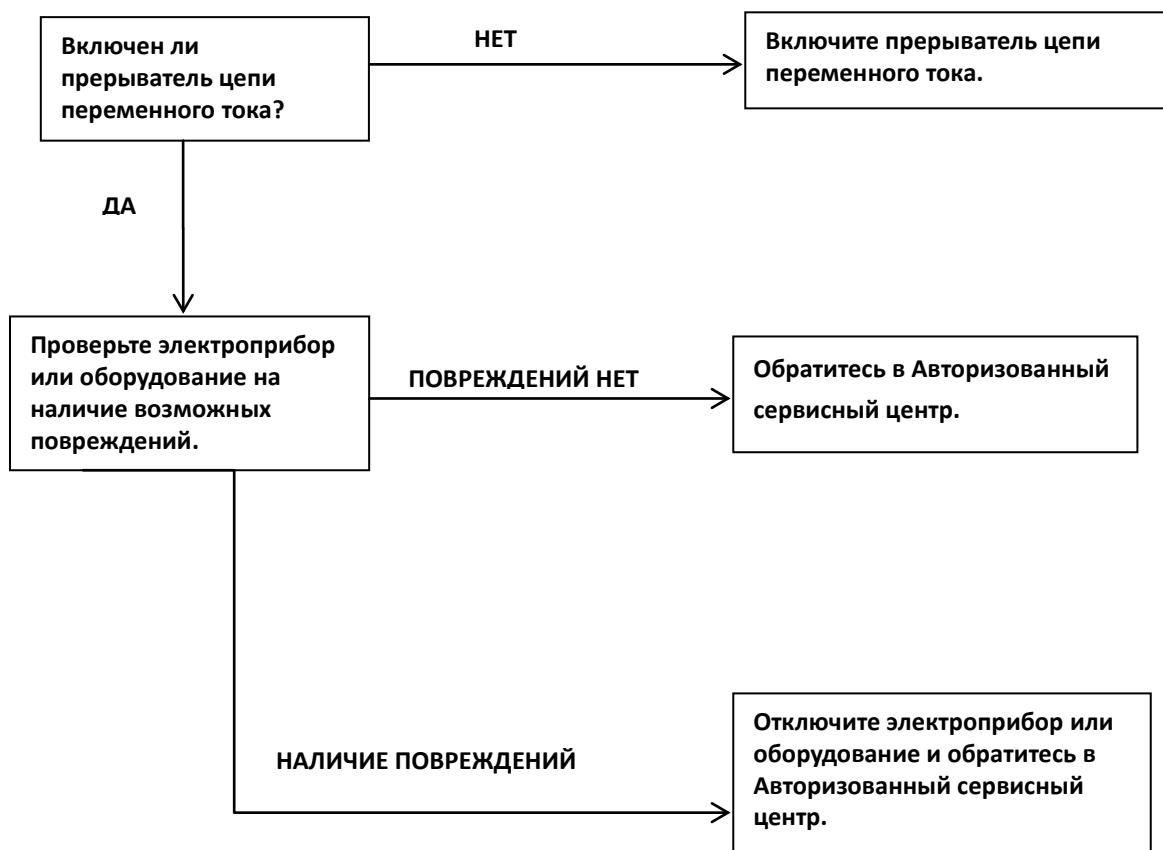 Включен ли
прерыватель цепи
переменного тока?
НЕТ
Включите прерыватель цепи
переменного тока.
ДА
Проверьте электроприбор
или оборудование на
наличие возможных
повреждений.
ПОВРЕЖДЕНИЙ НЕТ
Обратитесь в Авторизованный
сервисный центр.
НАЛИЧИЕ ПОВРЕЖДЕНИЙ
Отключите электроприбор или
оборудование и обратитесь в
Авторизованный сервисный
центр.